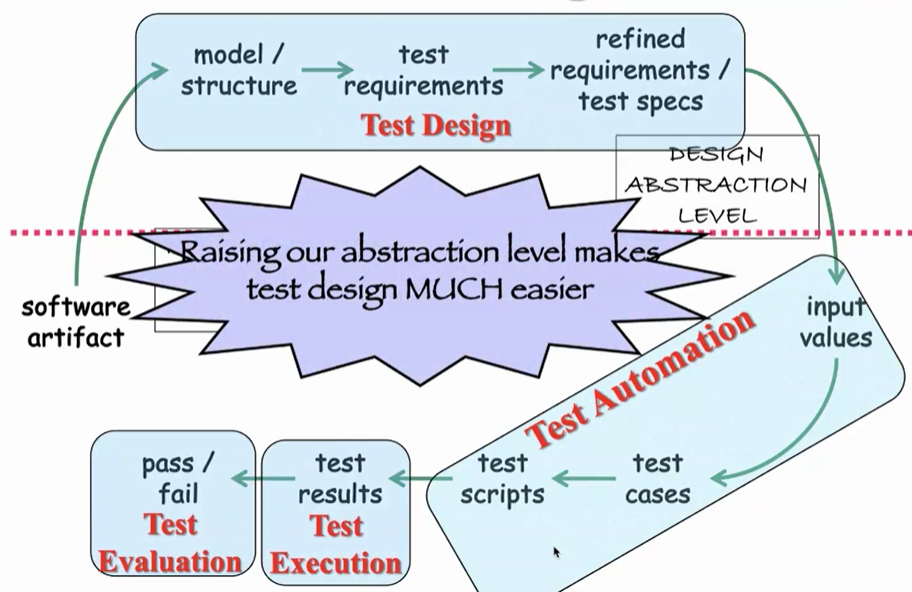 model /
structure
test
requirements
refined
requirements /
test specs
Test Design
DESIGN
ABSTRACTION
LEVEL
Raising our abstraction level makes
test design MUCH easier
software
artifact
input
values
Test Automation
pass /
fail
Test
Evaluation
test
results
Test
Execution
test
scripts
test
cases